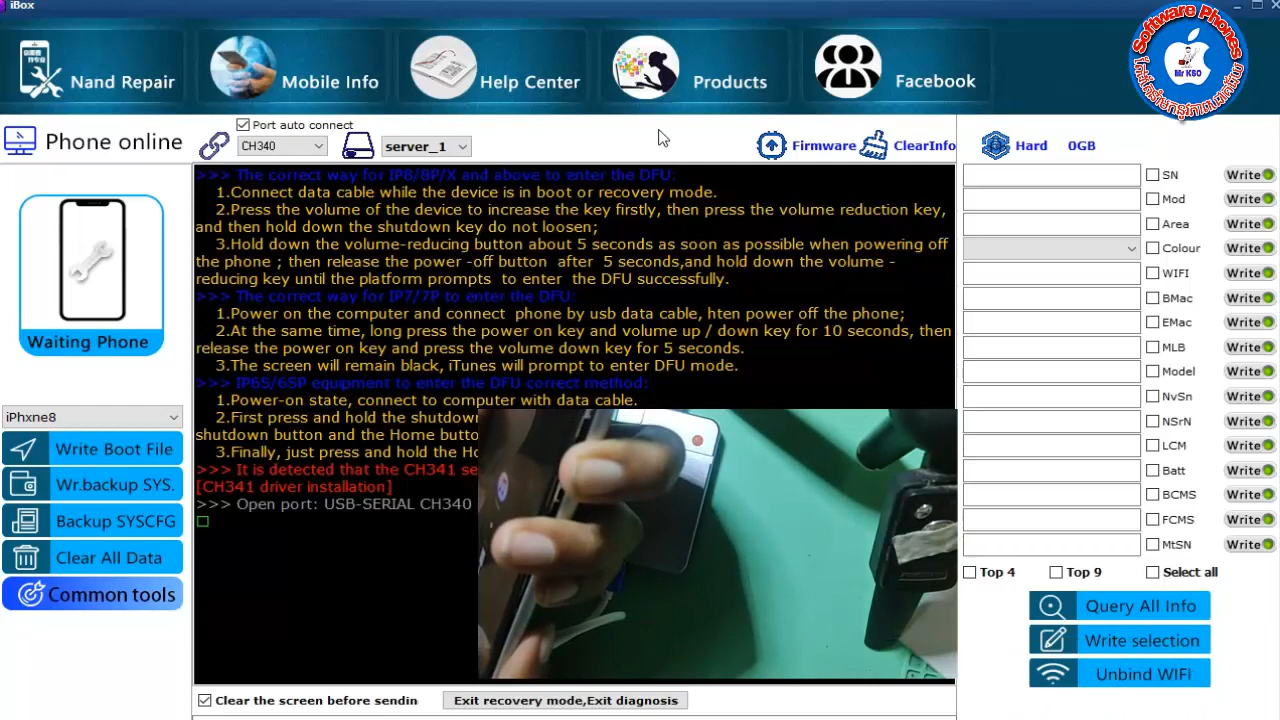 iBox
Nand Repair
Mobile Info
Help Center
Products
Facebook
Software Phones
Mr KSO
Phone online
Port auto connect
CH340
server_1
Firmware
ClearInfo
Hard
0GB
>>> The correct way for IP8/8P/X and above to enter the DFU:
1.Connect data cable while the device is in boot or recovery mode.
2.Press the volume of the device to increase the key firstly, then press the volume reduction key,
and then hold down the shutdown key do not loosen;
3.Hold down the volume-reducing button about 5 seconds as soon as possible when powering off
the phone ; then release the power -off button after 5 seconds,and hold down the volume -
reducing key until the platform prompts to enter the DFU successfully.
>>> The correct way for IP7/7P to enter the DFU:
1.Power on the computer and connect phone by usb data cable, hten power off the phone;
2.At the same time, long press the power on key and volume up / down key for 10 seconds, then
release the power on key and press the volume down key for 5 seconds.
3.The screen will remain black, iTunes will prompt to enter DFU mode.
>>> IP6S/6SP equipment to enter the DFU correct method:
1.Power-on state, connect to computer with data cable.
2.First press and hold the shutdown
shutdown button and the Home butto
3.Finally, just press and hold the Ho
>>> It is detected that the CH341 se
[CH341 driver installation]
>>> Open port: USB-SERIAL CH340
Waiting Phone
iPhxne8
Write Boot File
Wr.backup SYS.
Backup SYSCFG
Clear All Data
Common tools
SN Write
Mod Write
Area Write
Colour Write
WIFI Write
BMac Write
EMac Write
MLB Write
Model Write
NvSn Write
NSrN Write
LCM Write
Batt Write
BCMS Write
FCMS Write
MtSN Write
Top 4
Top 9
Select all
Query All Info
Write selection
Unbind WIFI
Clear the screen before sendin
Exit recovery mode,Exit diagnosis